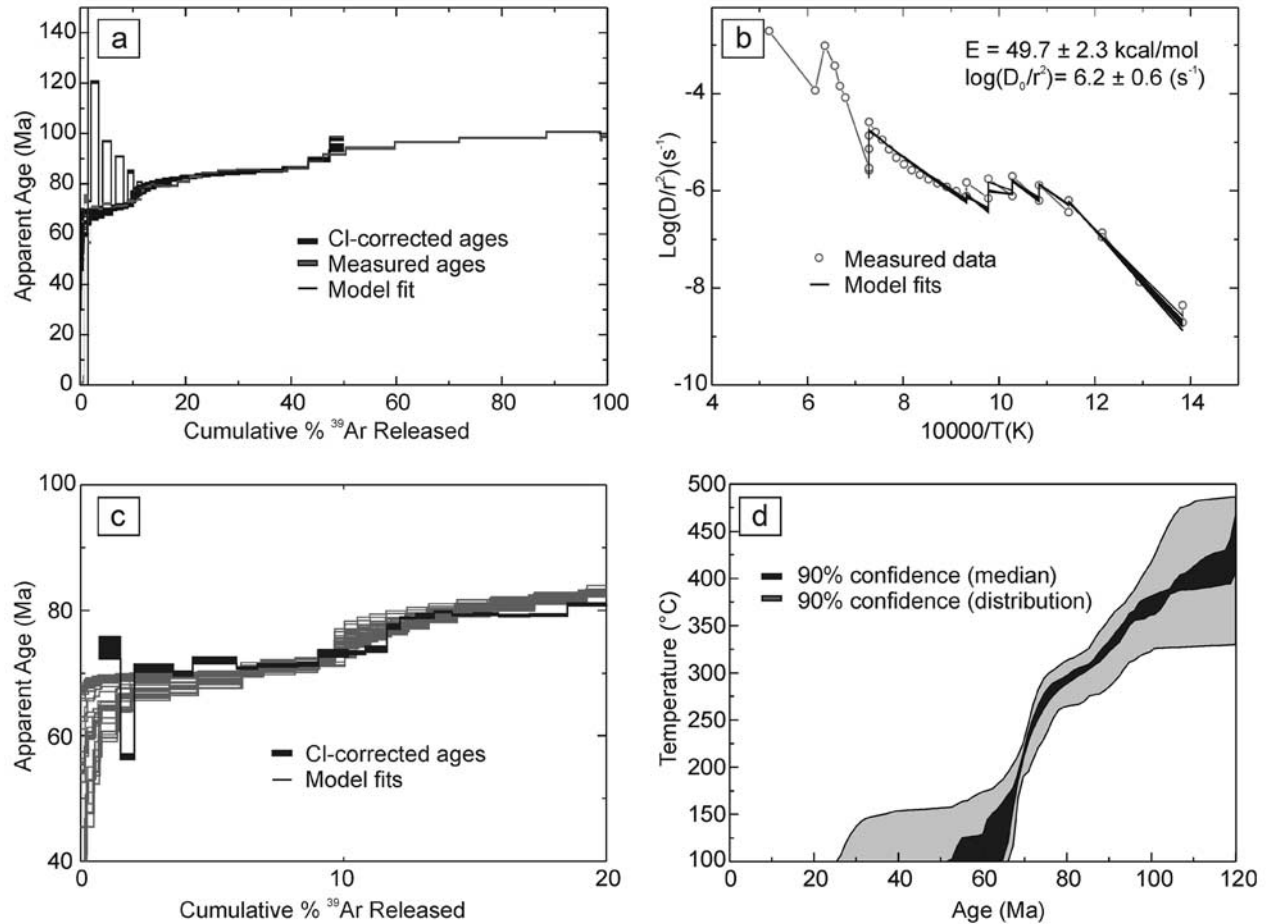 a
140
120
100
80
60
40
20
0
Apparent Age (Ma)
0 20 40 60 80 100
Cumulative % ³⁹Ar Released
Cl-corrected ages
Measured ages
Model fit
b
E = 49.7 ± 2.3 kcal/mol
log(D₀/r²)= 6.2 ± 0.6 (s⁻¹)
-4
-6
-8
-10
Log(D/r²)(s⁻¹)
Measured data
Model fits
4 6 8 10 12 14
10000/T(K)
c
100
80
60
40
Apparent Age (Ma)
Cl-corrected ages
Model fits
0 10 20
Cumulative % ³⁹Ar Released
d
500
450
400
350
300
250
200
150
100
Temperature (°C)
90% confidence (median)
90% confidence (distribution)
0 20 40 60 80 100 120
Age (Ma)